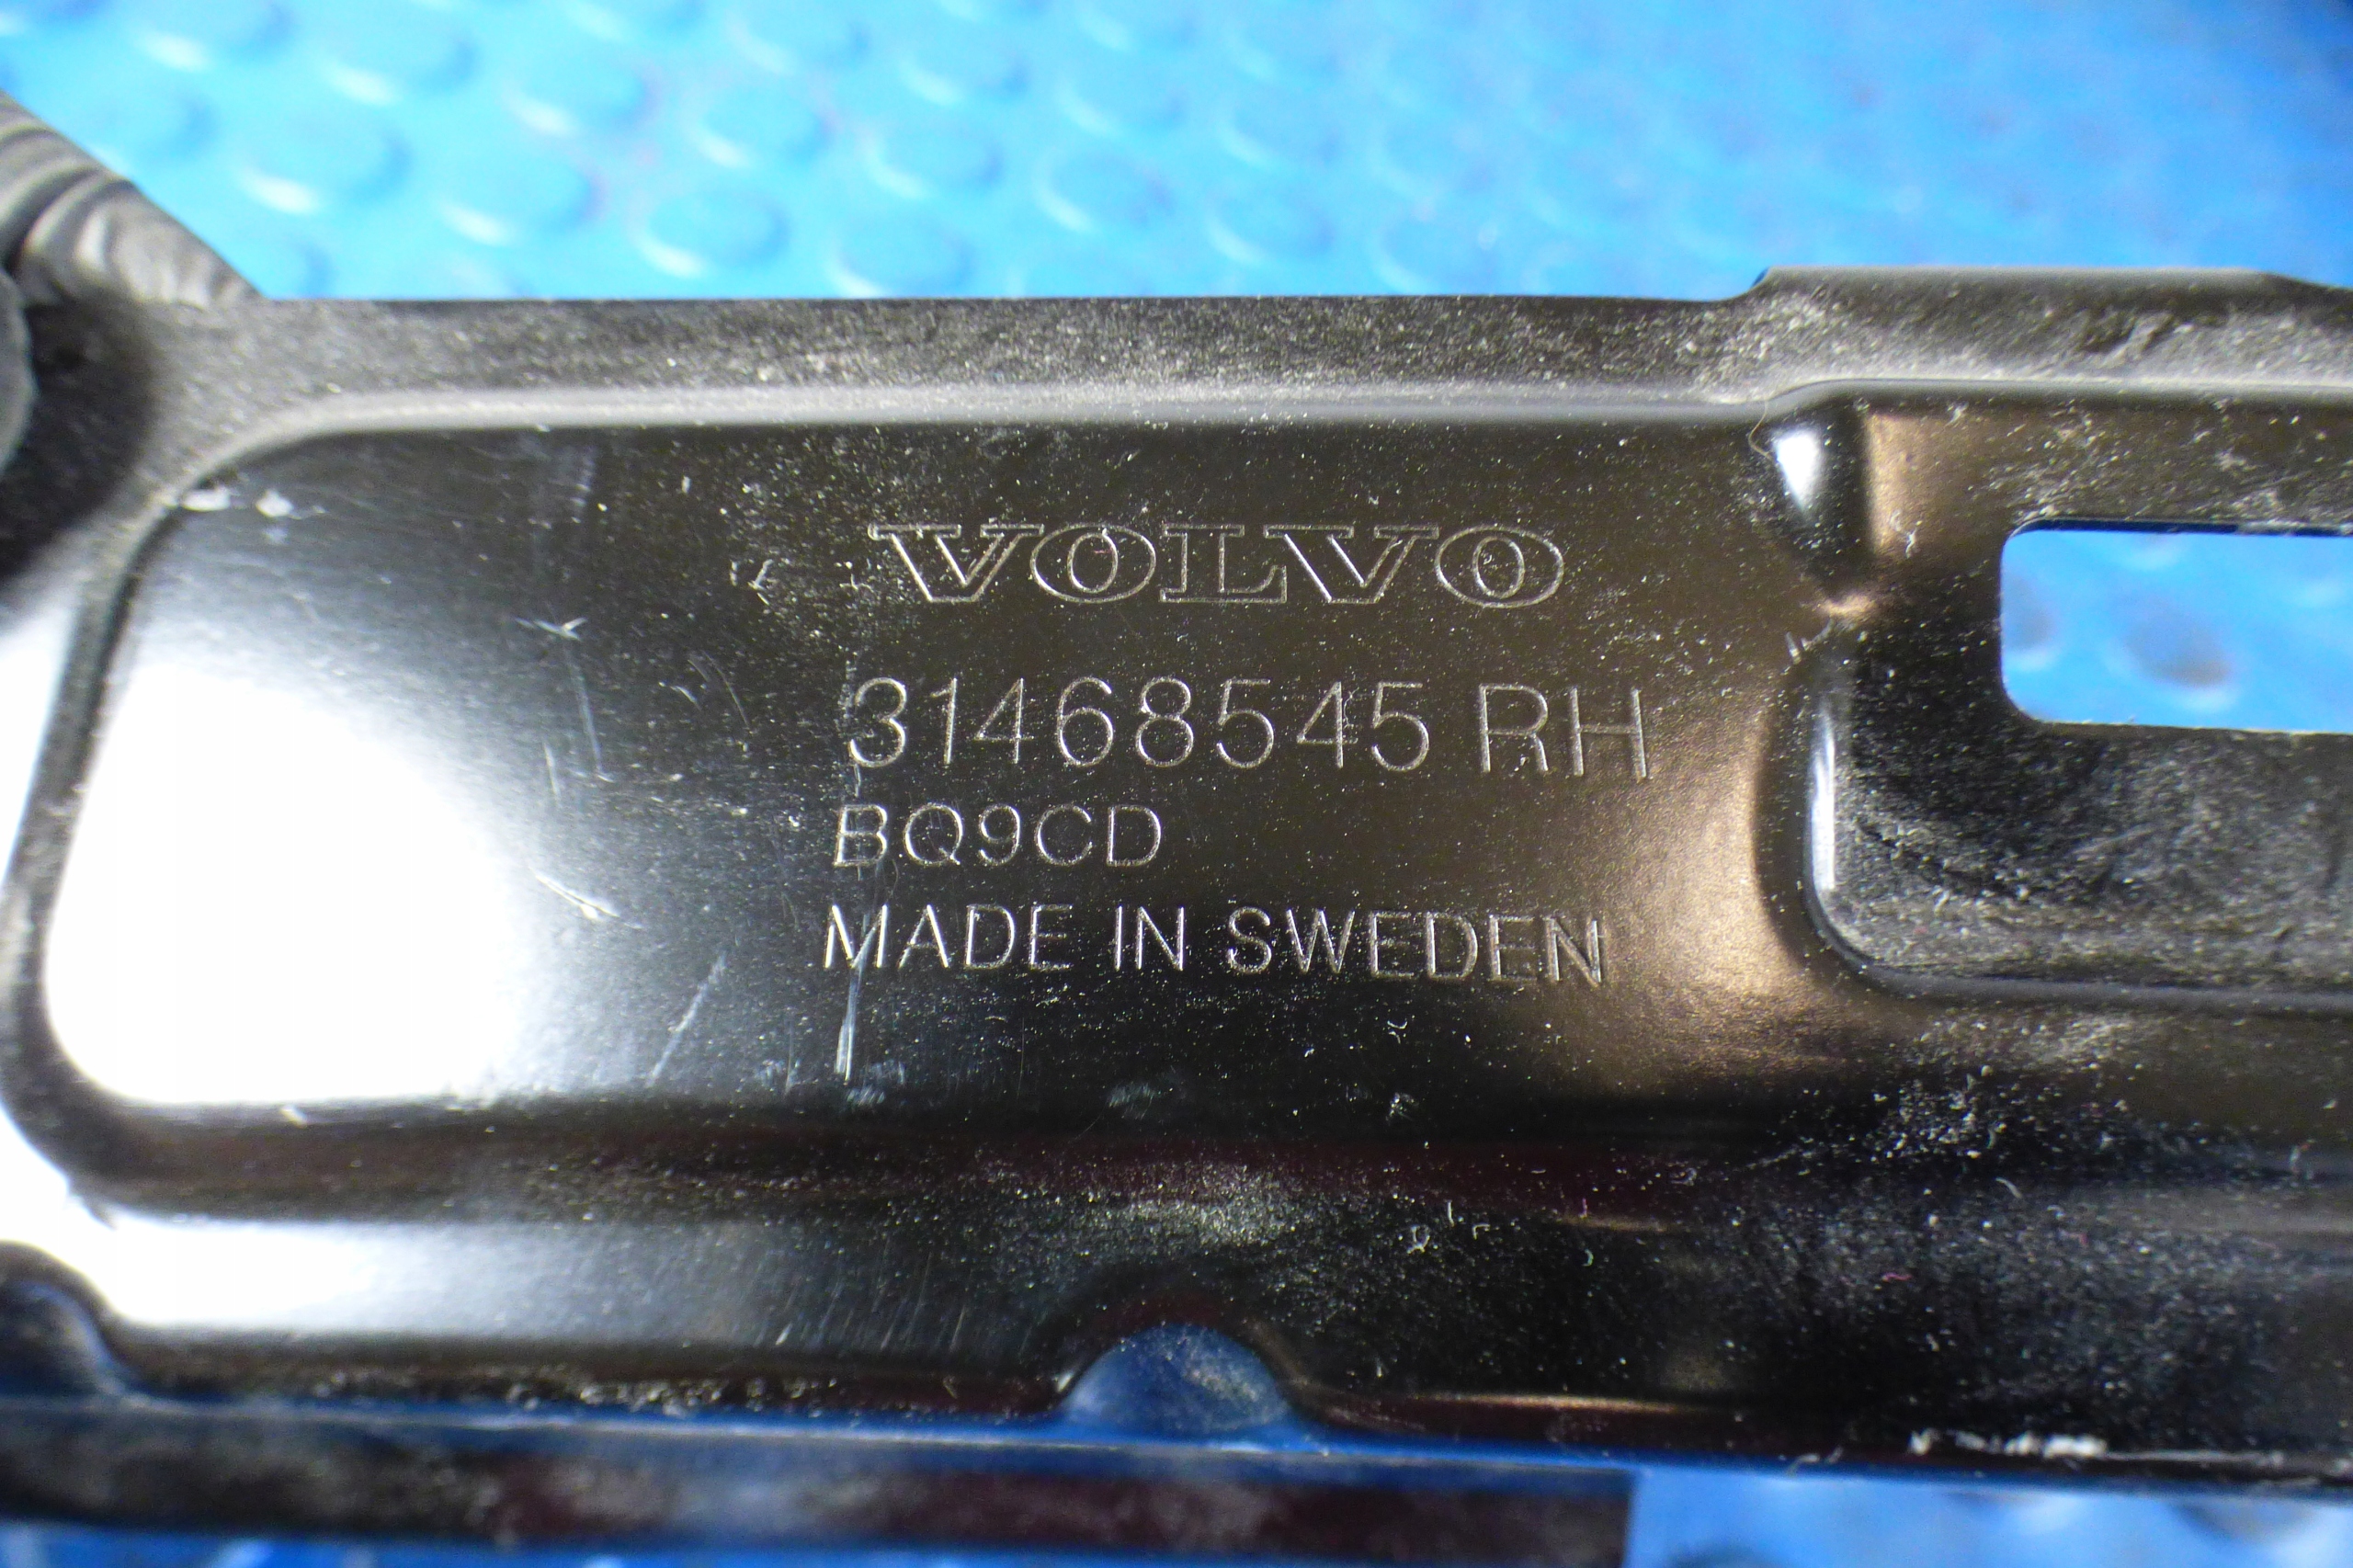 VOLVO
31468545 RH
BQ9CD
MADE IN SWEDEN